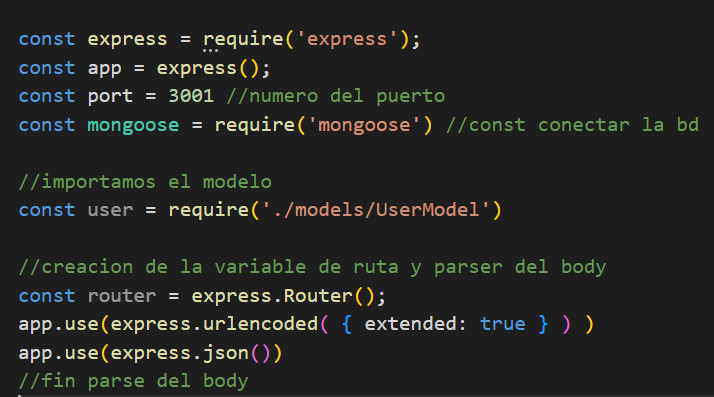 const express = require('express');
const app = express();
const port = 3001 //numero del puerto
const mongoose = require('mongoose') //const conectar la bd
//importamos el modelo
const user = require('./models/UserModel')
//creacion de la variable de ruta y parser del body
const router = express.Router();
app.use(express.urlencoded( { extended: true } ) )
app.use(express.json())
//fin parse del body